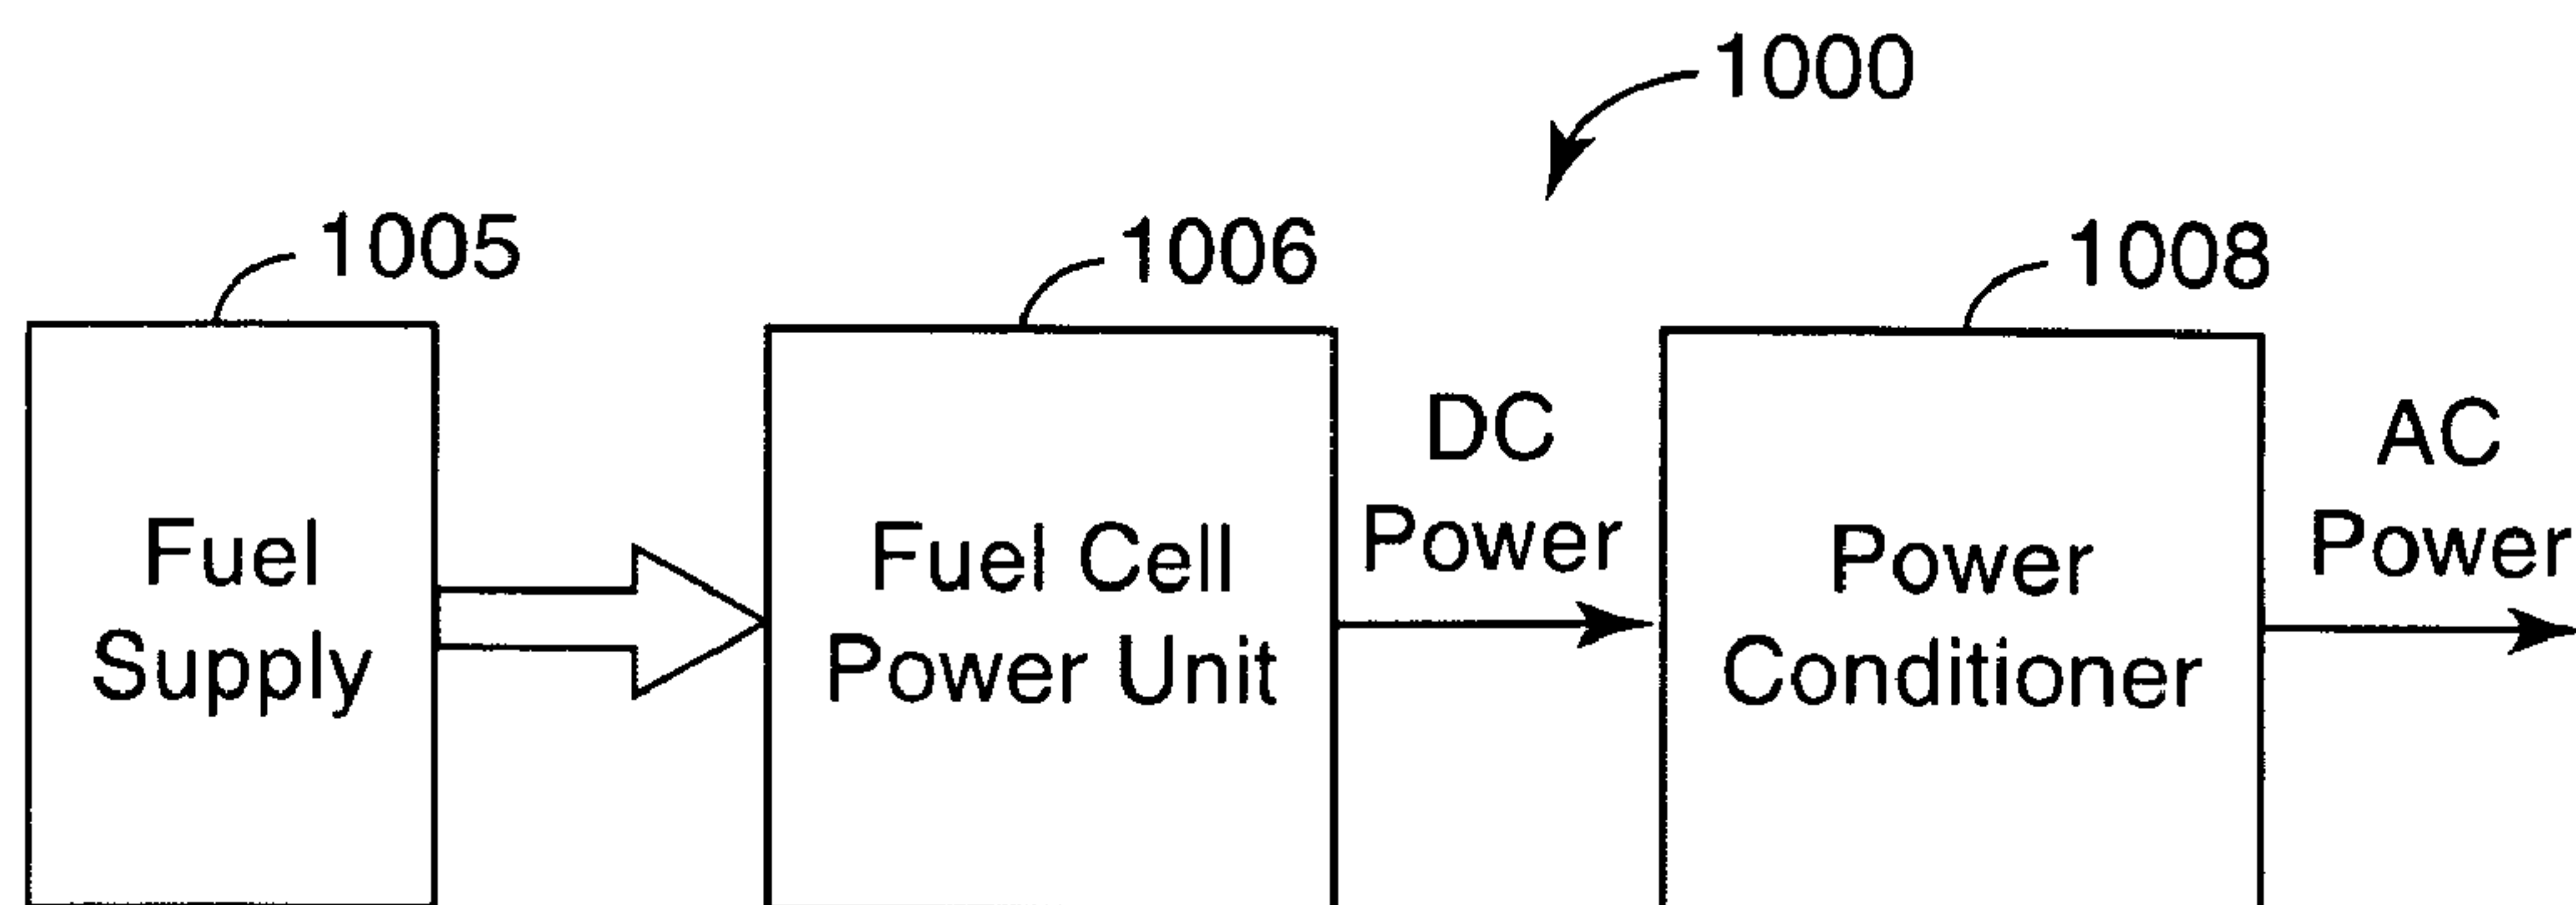 1000
1005
1006
1008
Fuel
Supply
Fuel Cell
Power Unit
DC
Power
Power
Conditioner
AC
Power